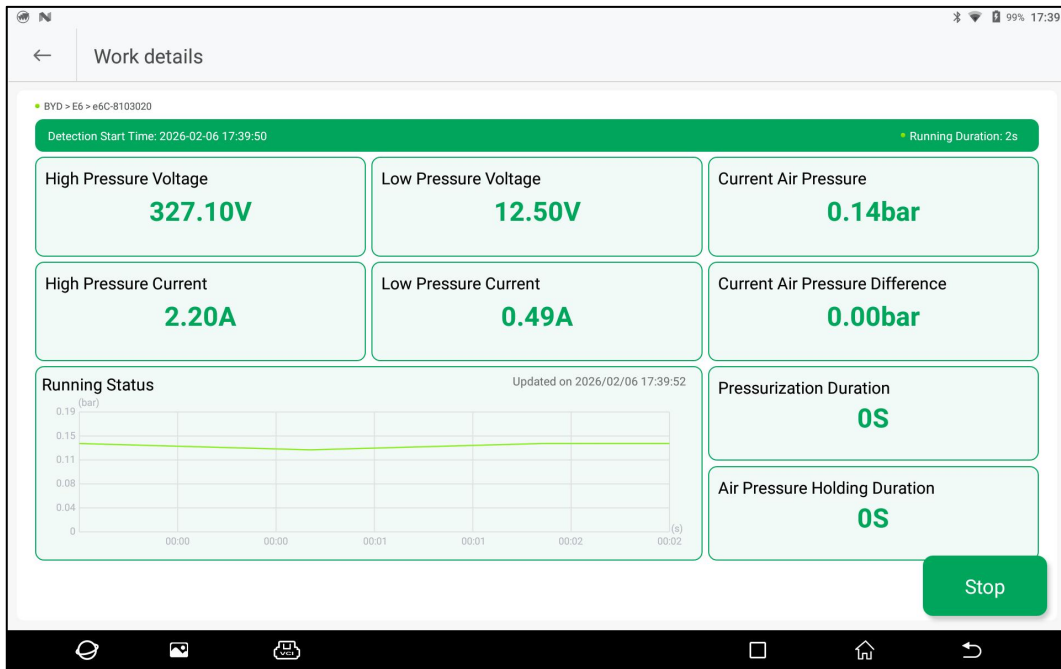 99% 17:39
Work details
BYD > E6 > e6C-8103020
Detection Start Time: 2026-02-06 17:39:50
Running Duration: 2s
High Pressure Voltage
327.10V
Low Pressure Voltage
12.50V
Current Air Pressure
0.14bar
High Pressure Current
2.20A
Low Pressure Current
0.49A
Current Air Pressure Difference
0.00bar
Running Status
Updated on 2026/02/06 17:39:52
(bar)
0.19
0.15
0.11
0.08
0.04
0
(s)
00:00 00:00 00:01 00:01 00:02 00:02
Pressurization Duration
0S
Air Pressure Holding Duration
0S
Stop
VCI